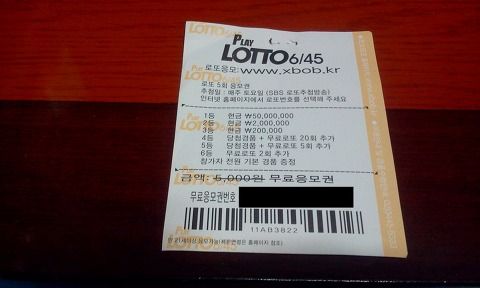 PLAY
LOTTO 6/45
로또응모:www.xbob.kr
로또 5회 응모권
추첨일 : 매주 토요일 (SBS 로또추첨방송)
인터넷 홈페이지에서 로또번호를 선택해 주세요
1등 현금 ₩50,000,000
2등 현금 ₩2,000,000
3등 현금 ₩200,000
4등 당첨경품 + 무료로또 20회 추가
5등 당첨경품 + 무료로또 5회 추가
6등 무료로또 2회 추가
참가자 전원 기본 경품 증정
금액: 5,000원 무료응모권
무료응모권번호
11AB3822